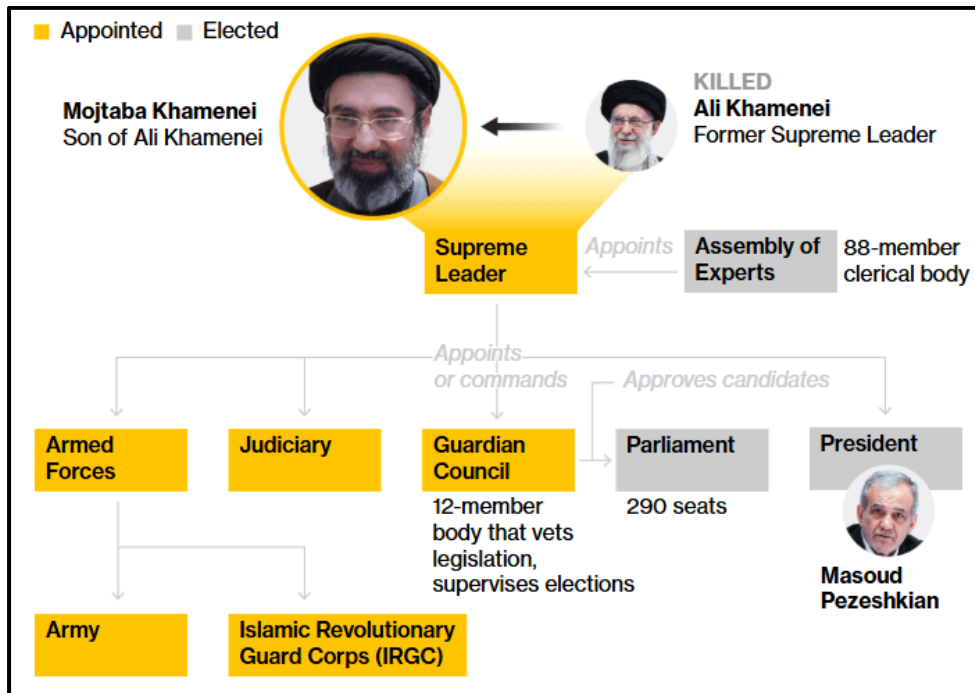 Appointed
Elected
Mojtaba Khamenei
Son of Ali Khamenei
KILLED
Ali Khamenei
Former Supreme Leader
Supreme
Leader
Appoints
Assembly of
Experts
88-member
clerical body
Appoints
or commands
Approves candidates
Armed
Forces
Judiciary
Guardian
Council
12-member
body that vets
legislation,
supervises elections
Parliament
290 seats
President
Masoud
Pezeshkian
Army
Islamic Revolutionary
Guard Corps (IRGC)